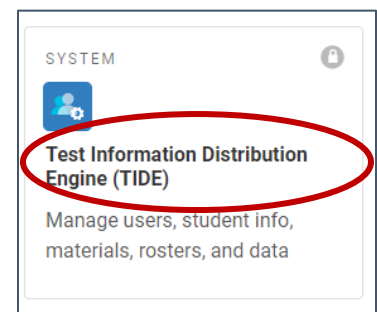 SYSTEM
Test Information Distribution
Engine (TIDE)
Manage users, student info,
materials, rosters, and data